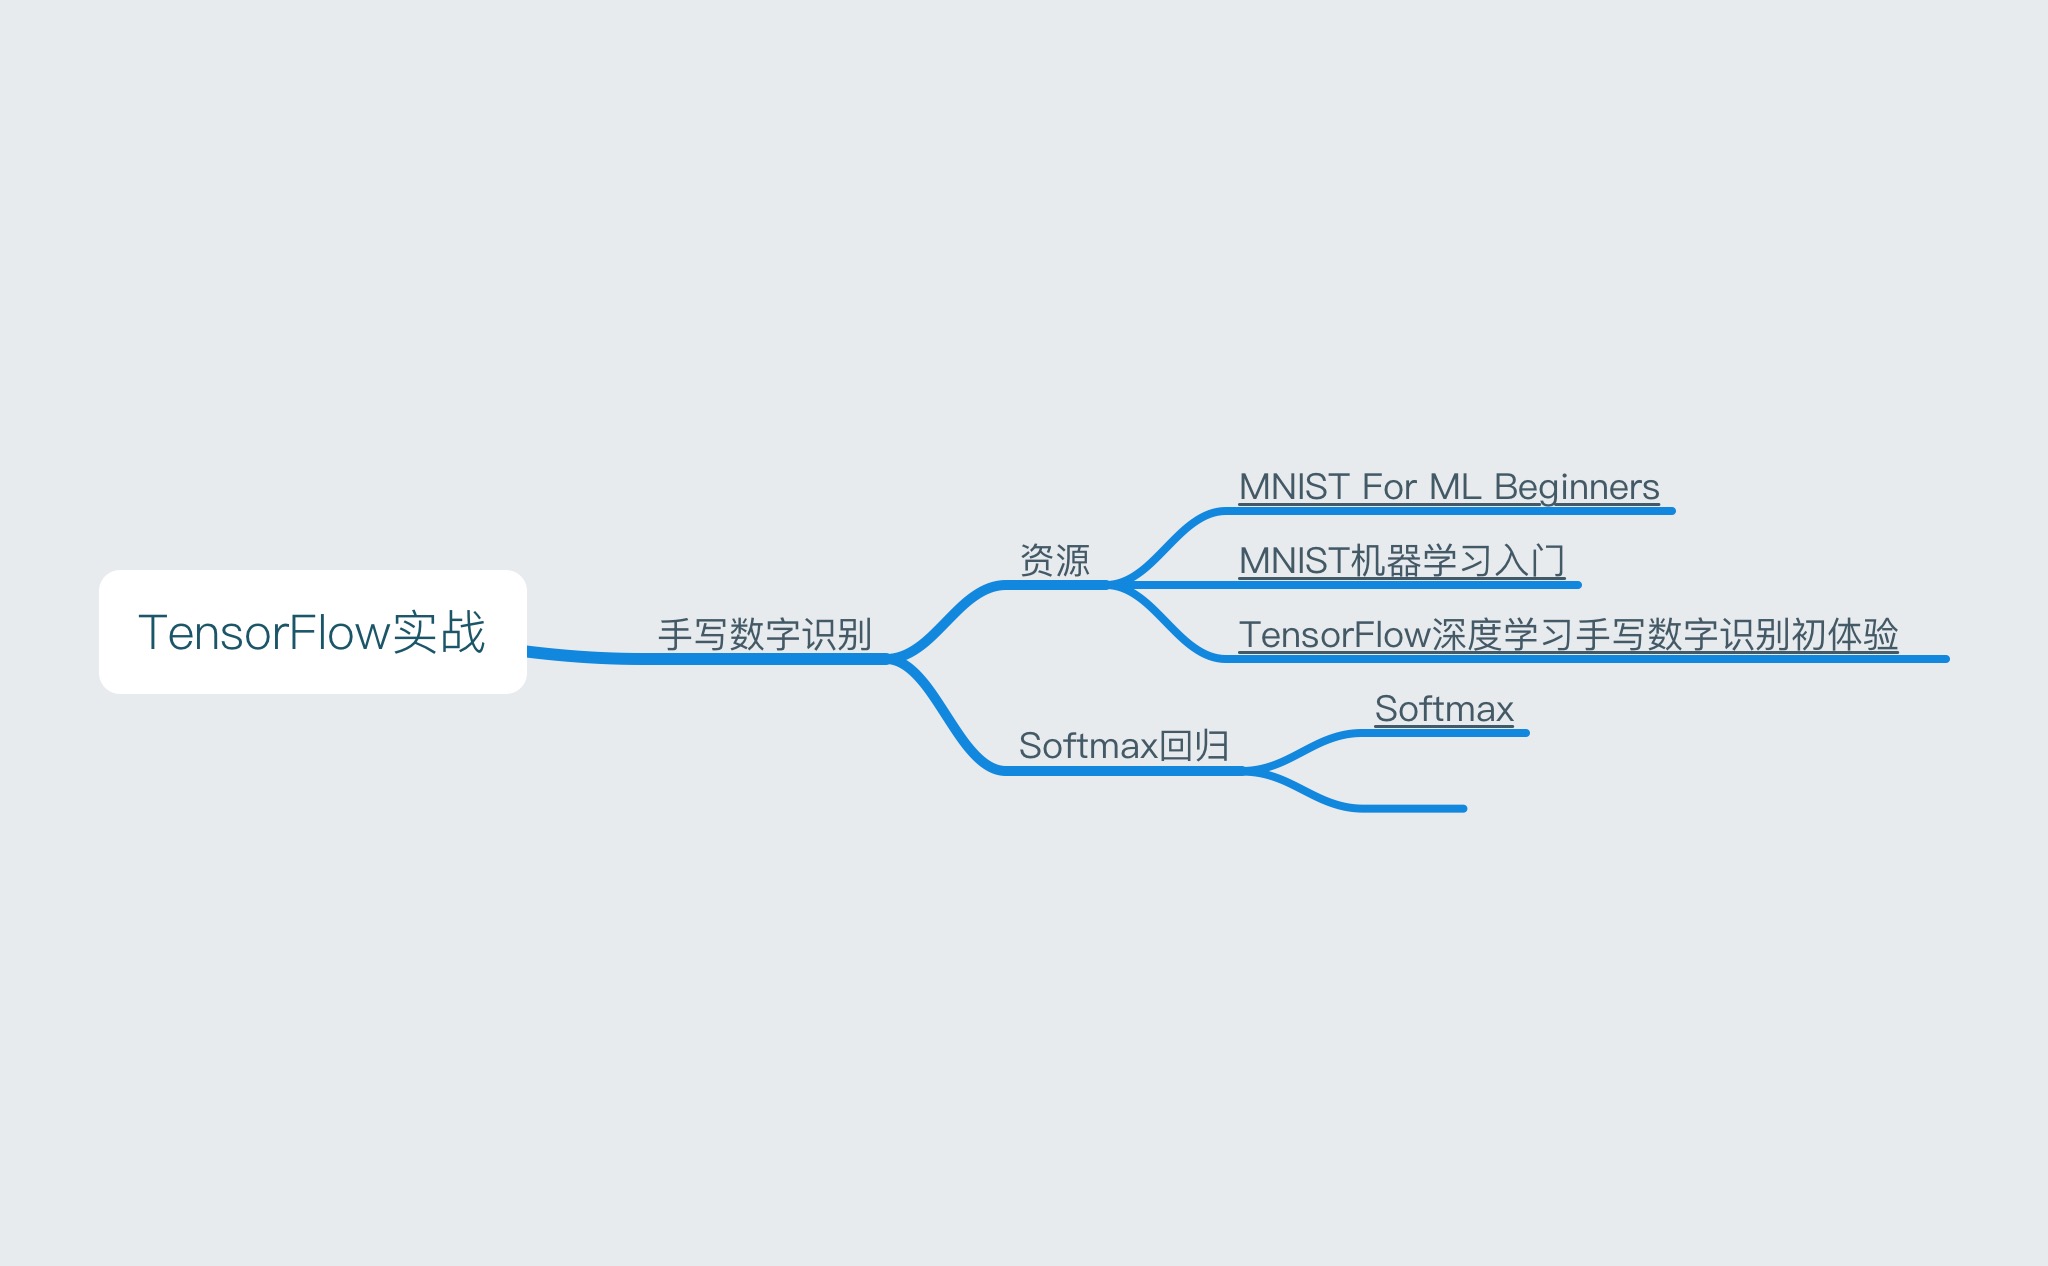 TensorFlow实战
手写数字识别
资源
MNIST For ML Beginners
MNIST机器学习入门
TensorFlow深度学习手写数字识别初体验
Softmax回归
Softmax